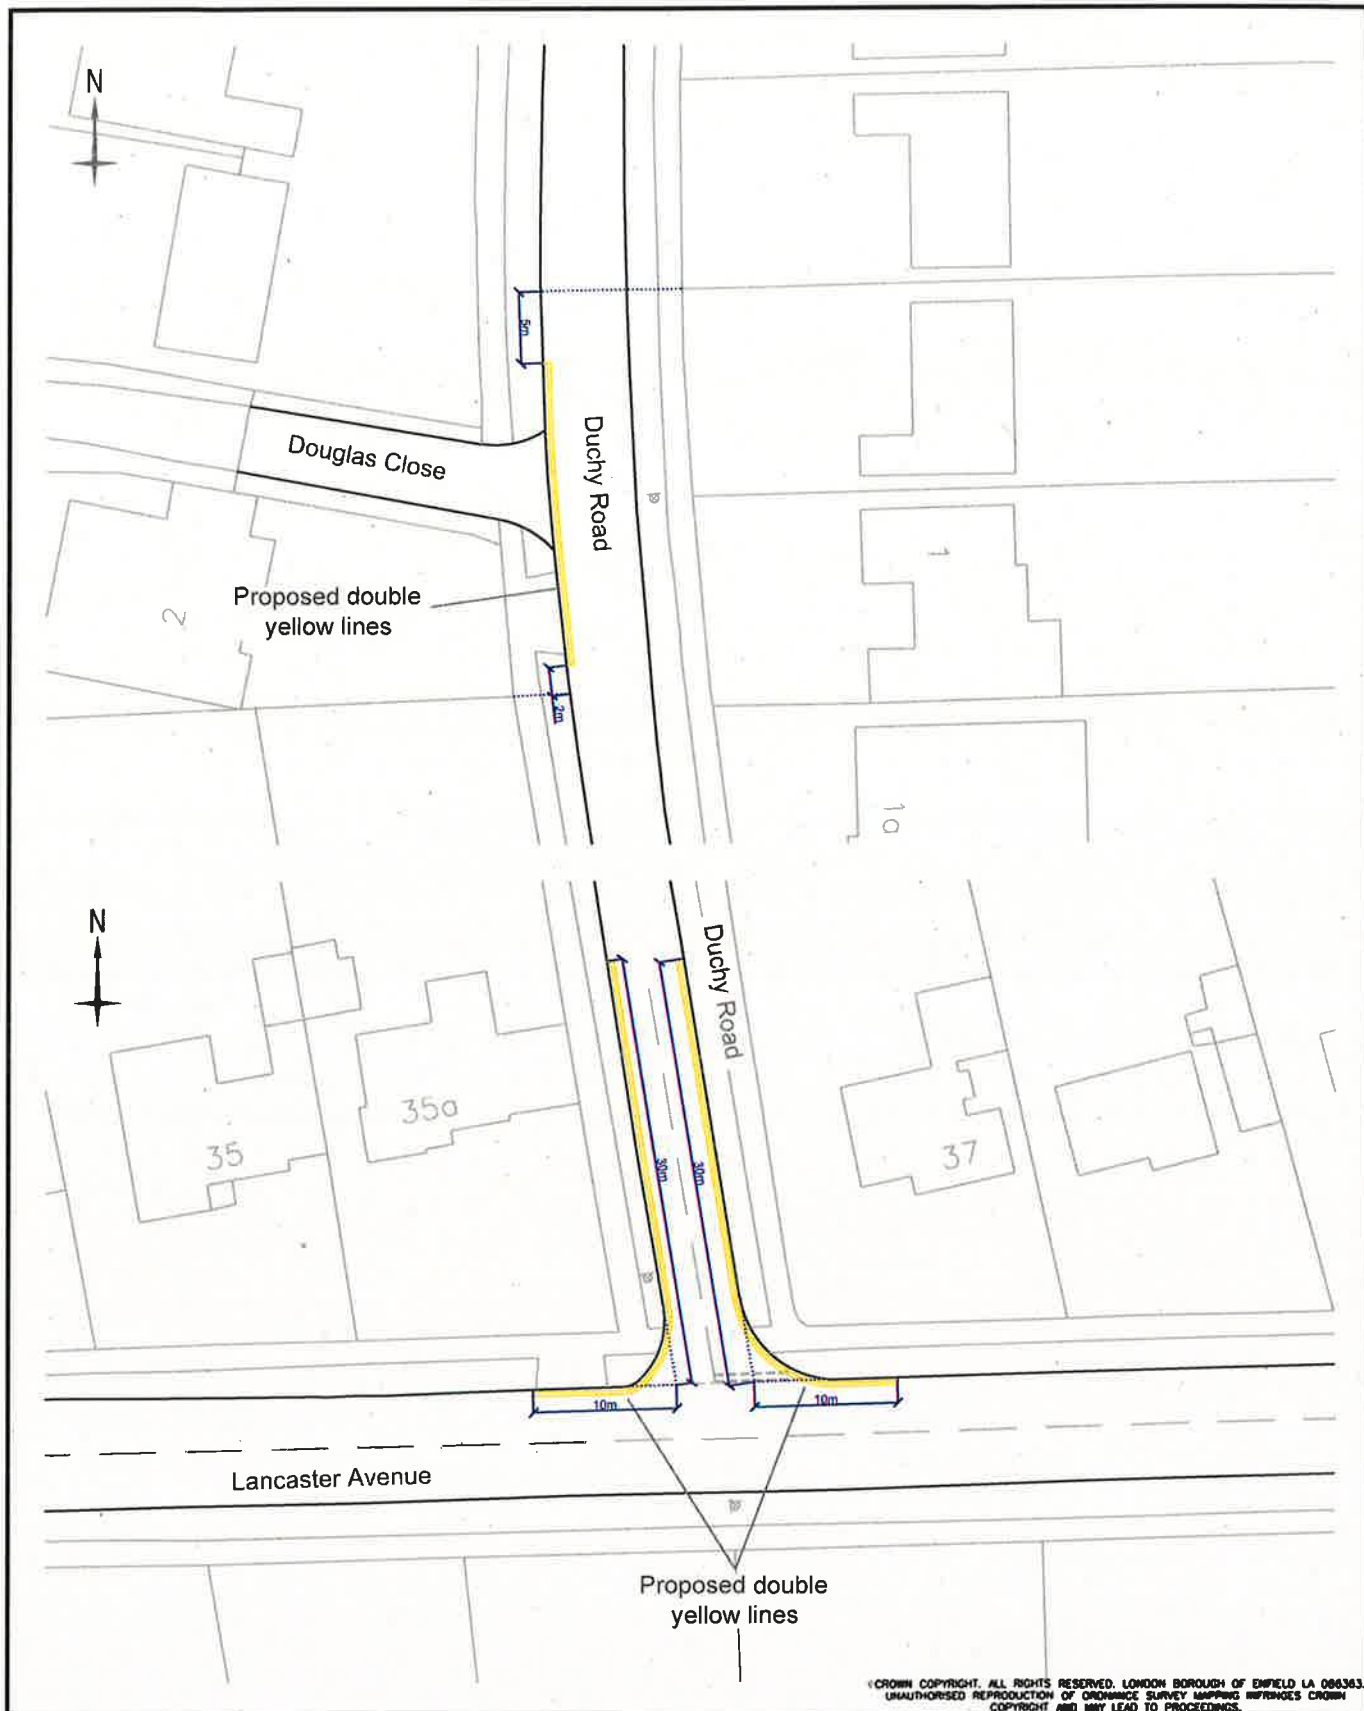 N
5m
Duchy Road
Douglas Close
1
Proposed double
yellow lines
2
2m
1a
N
Duchy Road
35a
35
37
30m
30m
10m
10m
Lancaster Avenue
Proposed double
yellow lines
CROWN COPYRIGHT. ALL RIGHTS RESERVED. LONDON BOROUGH OF ENFIELD LA 086363.
UNAUTHORISED REPRODUCTION OF ORDNANCE SURVEY MAPPING INFRINGES CROWN
COPYRIGHT AND MAY LEAD TO PROCEEDINGS.